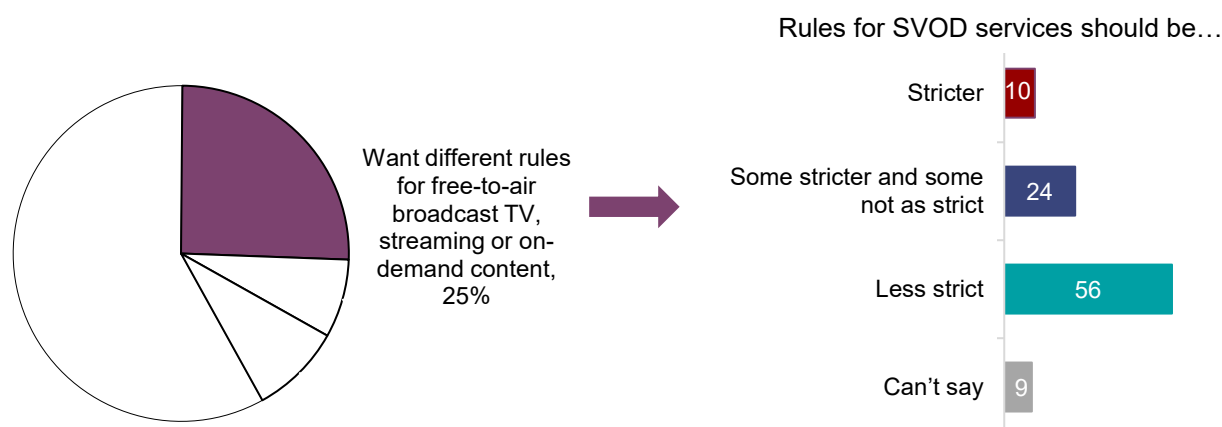 Rules for SVOD services should be…
Want different rules
for free-to-air
broadcast TV,
streaming or on-
demand content,
25%
Stricter
10
Some stricter and some
not as strict
24
Less strict
56
Can’t say
9